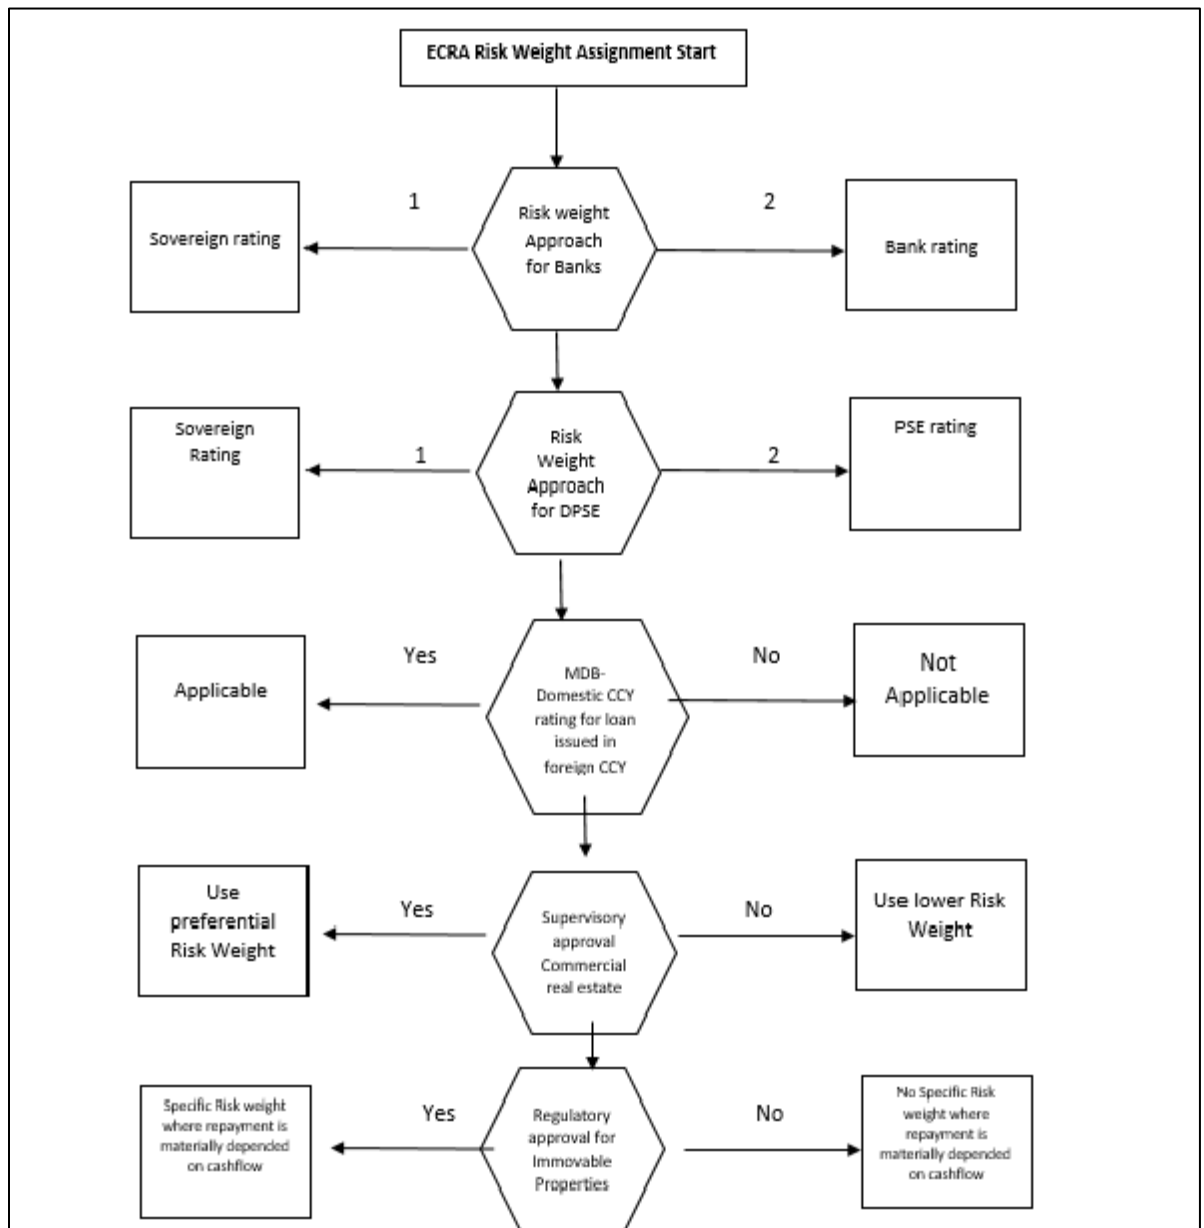 ECRA Risk Weight Assignment Start
Sovereign rating
1
Risk weight
Approach
for Banks
2
Bank rating
Sovereign
Rating
1
Risk
Weight
Approach
for DPSE
2
PSE rating
Applicable
Yes
MDB-
Domestic CCY
rating for loan
issued in
foreign CCY
No
Not
Applicable
Use
preferential
Risk Weight
Yes
Supervisory
approval
Commercial
real estate
No
Use lower Risk
Weight
Specific Risk weight
where repayment is
materially depended
on cashflow
Yes
Regulatory
approval for
Immovable
Properties
No
No Specific Risk
weight where
repayment is
materially depended
on cashflow